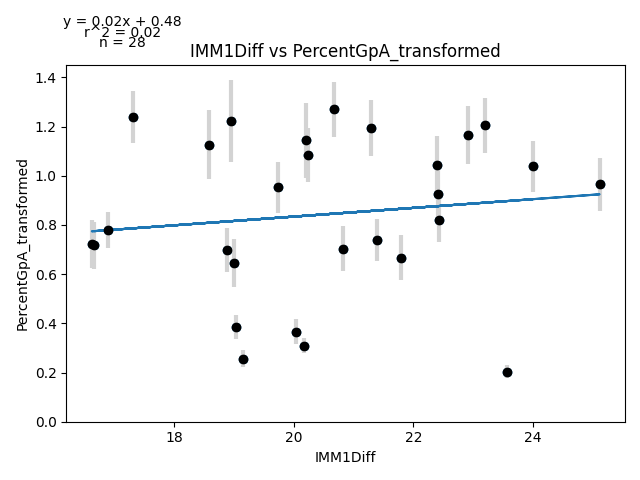 y = 0.02x + 0.48
r^2 = 0.02
n = 28
IMM1Diff vs PercentGpA_transformed
PercentGpA_transformed
1.4
1.2
1.0
0.8
0.6
0.4
0.2
0.0
18 20 22 24
IMM1Diff